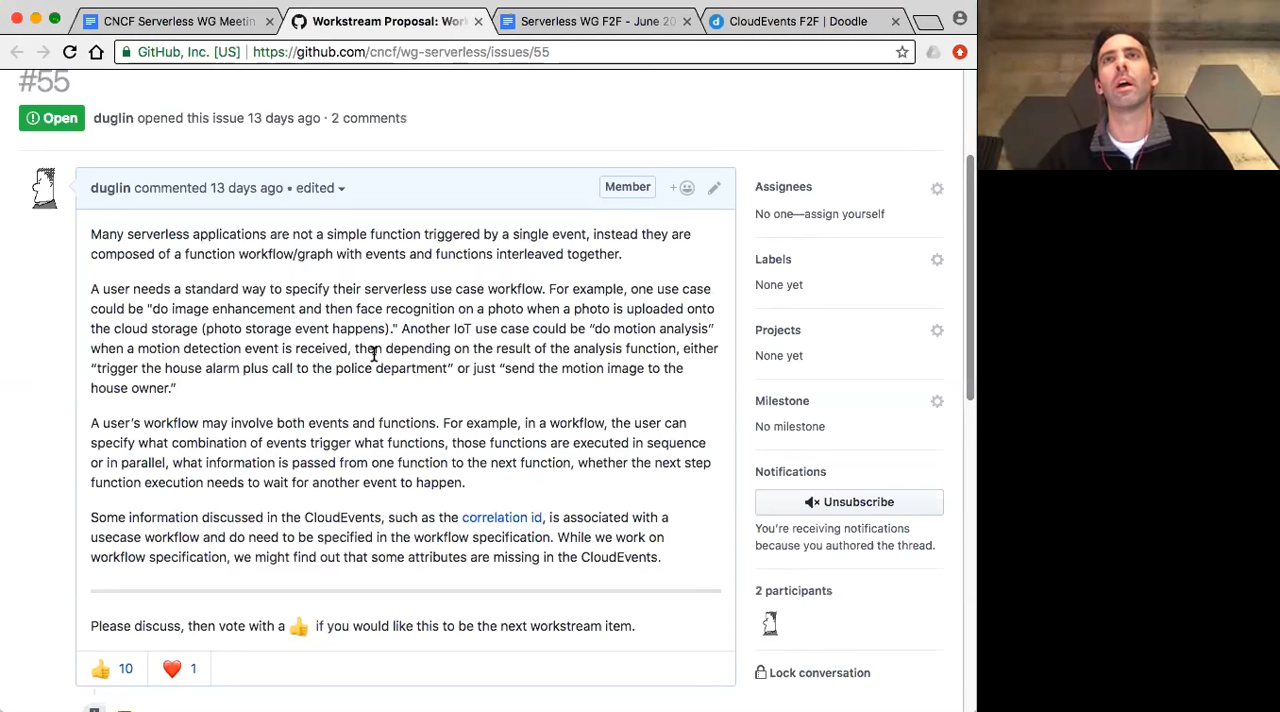 CNCF Serverless WG Meetin
Workstream Proposal: Wor
Serverless WG F2F - June 20
CloudEvents F2F | Doodle
GitHub, Inc. [US]
https://github.com/cncf/wg-serverless/issues/55
#55
Open
duglin opened this issue 13 days ago · 2 comments
duglin commented 13 days ago • edited
Member
Many serverless applications are not a simple function triggered by a single event, instead they are
composed of a function workflow/graph with events and functions interleaved together.
A user needs a standard way to specify their serverless use case workflow. For example, one use case
could be "do image enhancement and then face recognition on a photo when a photo is uploaded onto
the cloud storage (photo storage event happens)." Another IoT use case could be “do motion analysis”
when a motion detection event is received, then depending on the result of the analysis function, either
“trigger the house alarm plus call to the police department” or just “send the motion image to the
house owner.”
A user’s workflow may involve both events and functions. For example, in a workflow, the user can
specify what combination of events trigger what functions, those functions are executed in sequence
or in parallel, what information is passed from one function to the next function, whether the next step
function execution needs to wait for another event to happen.
Some information discussed in the CloudEvents, such as the correlation id, is associated with a
usecase workflow and do need to be specified in the workflow specification. While we work on
workflow specification, we might find out that some attributes are missing in the CloudEvents.
Please discuss, then vote with a 👍 if you would like this to be the next workstream item.
👍 10
❤️ 1
Assignees
No one—assign yourself
Labels
None yet
Projects
None yet
Milestone
No milestone
Notifications
Unsubscribe
You’re receiving notifications
because you authored the thread.
2 participants
Lock conversation